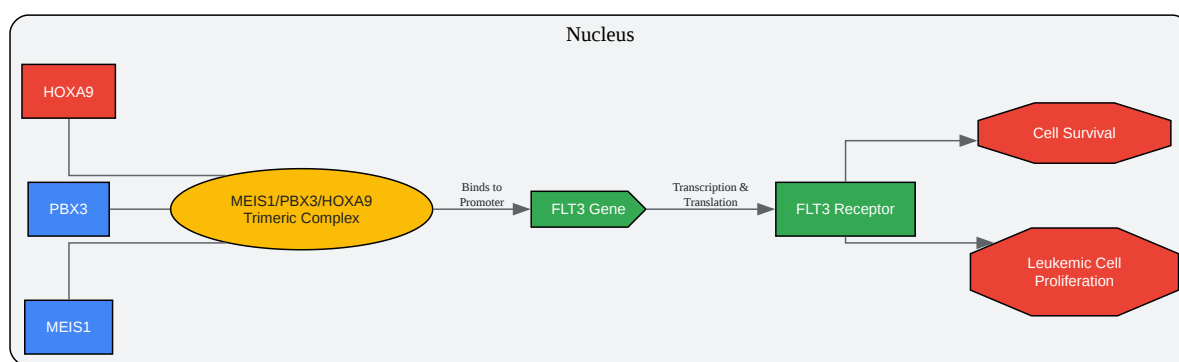 Nucleus
HOXA9
PBX3
MEIS1
MEIS1/PBX3/HOXA9
Trimeric Complex
Binds to
Promoter
FLT3 Gene
Transcription &
Translation
FLT3 Receptor
Cell Survival
Leukemic Cell
Proliferation